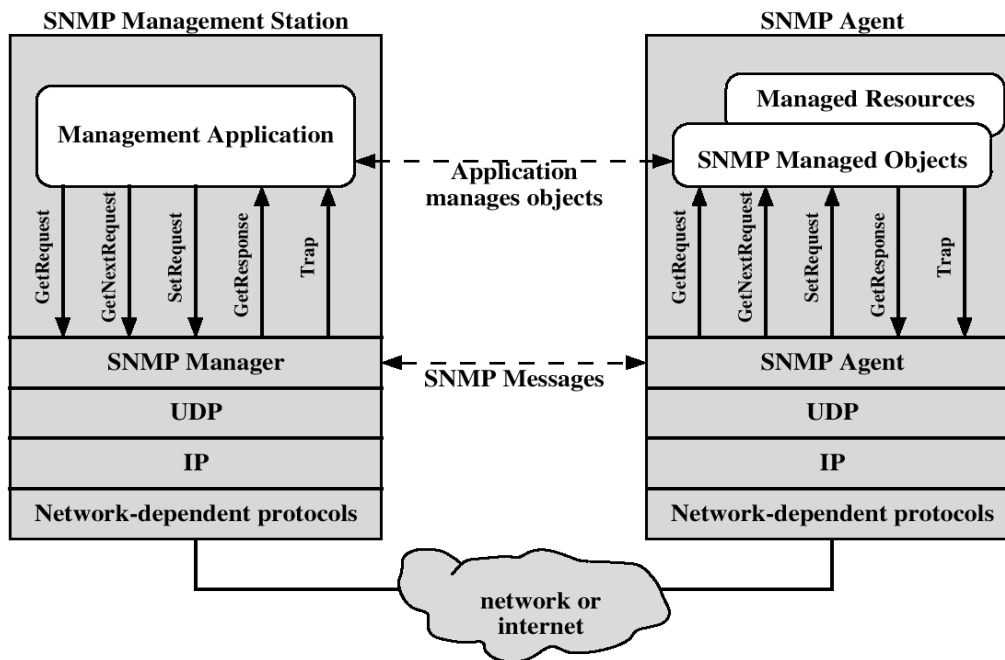 SNMP Management Station
SNMP Agent
Management Application
Managed Resources
SNMP Managed Objects
Application
manages objects
GetRequest
GetNextRequest
SetRequest
GetResponse
Trap
GetRequest
GetNextRequest
SetRequest
GetResponse
Trap
SNMP Manager
SNMP Messages
SNMP Agent
UDP
UDP
IP
IP
Network-dependent protocols
Network-dependent protocols
network or
internet